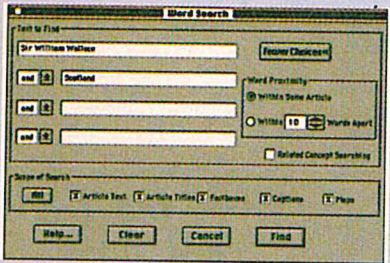 Word Search
Text to Find
Sir William Wallace
Fewer Choices
and Scotland
and
and
Word Proximity
Within Same Article
Within 10 Words Apart
Related Concept Searching
Scope of Search
All Article Text Article Titles Factboxes Captions Maps
Help... Clear Cancel Find